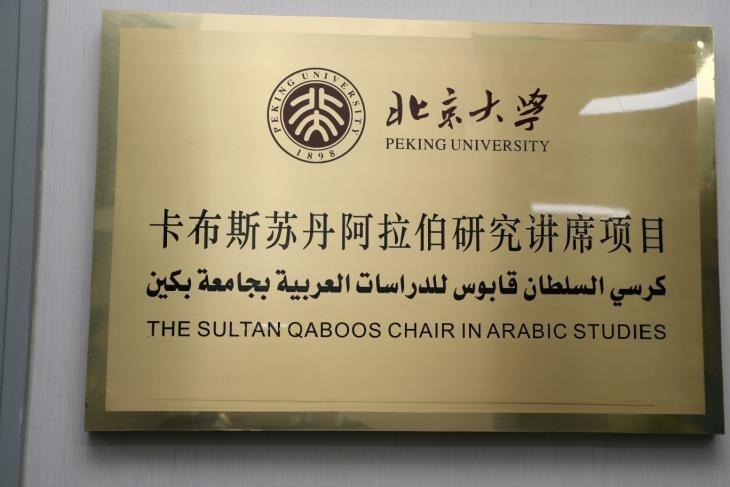 PEKING UNIVERSITY
1898
北京大学
PEKING UNIVERSITY
卡布斯苏丹阿拉伯研究讲席项目
كرسي السلطان قابوس للدراسات العربية بجامعة بكين
THE SULTAN QABOOS CHAIR IN ARABIC STUDIES